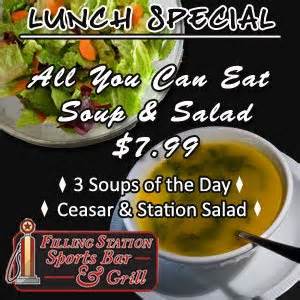 LUNCH SPECIAL
All You Can Eat
Soup & Salad
$7.99
♦ 3 Soups of the Day ♦
♦ Ceasar & Station Salad ♦
FILLING STATION
SPORTS BAR
& GRILL